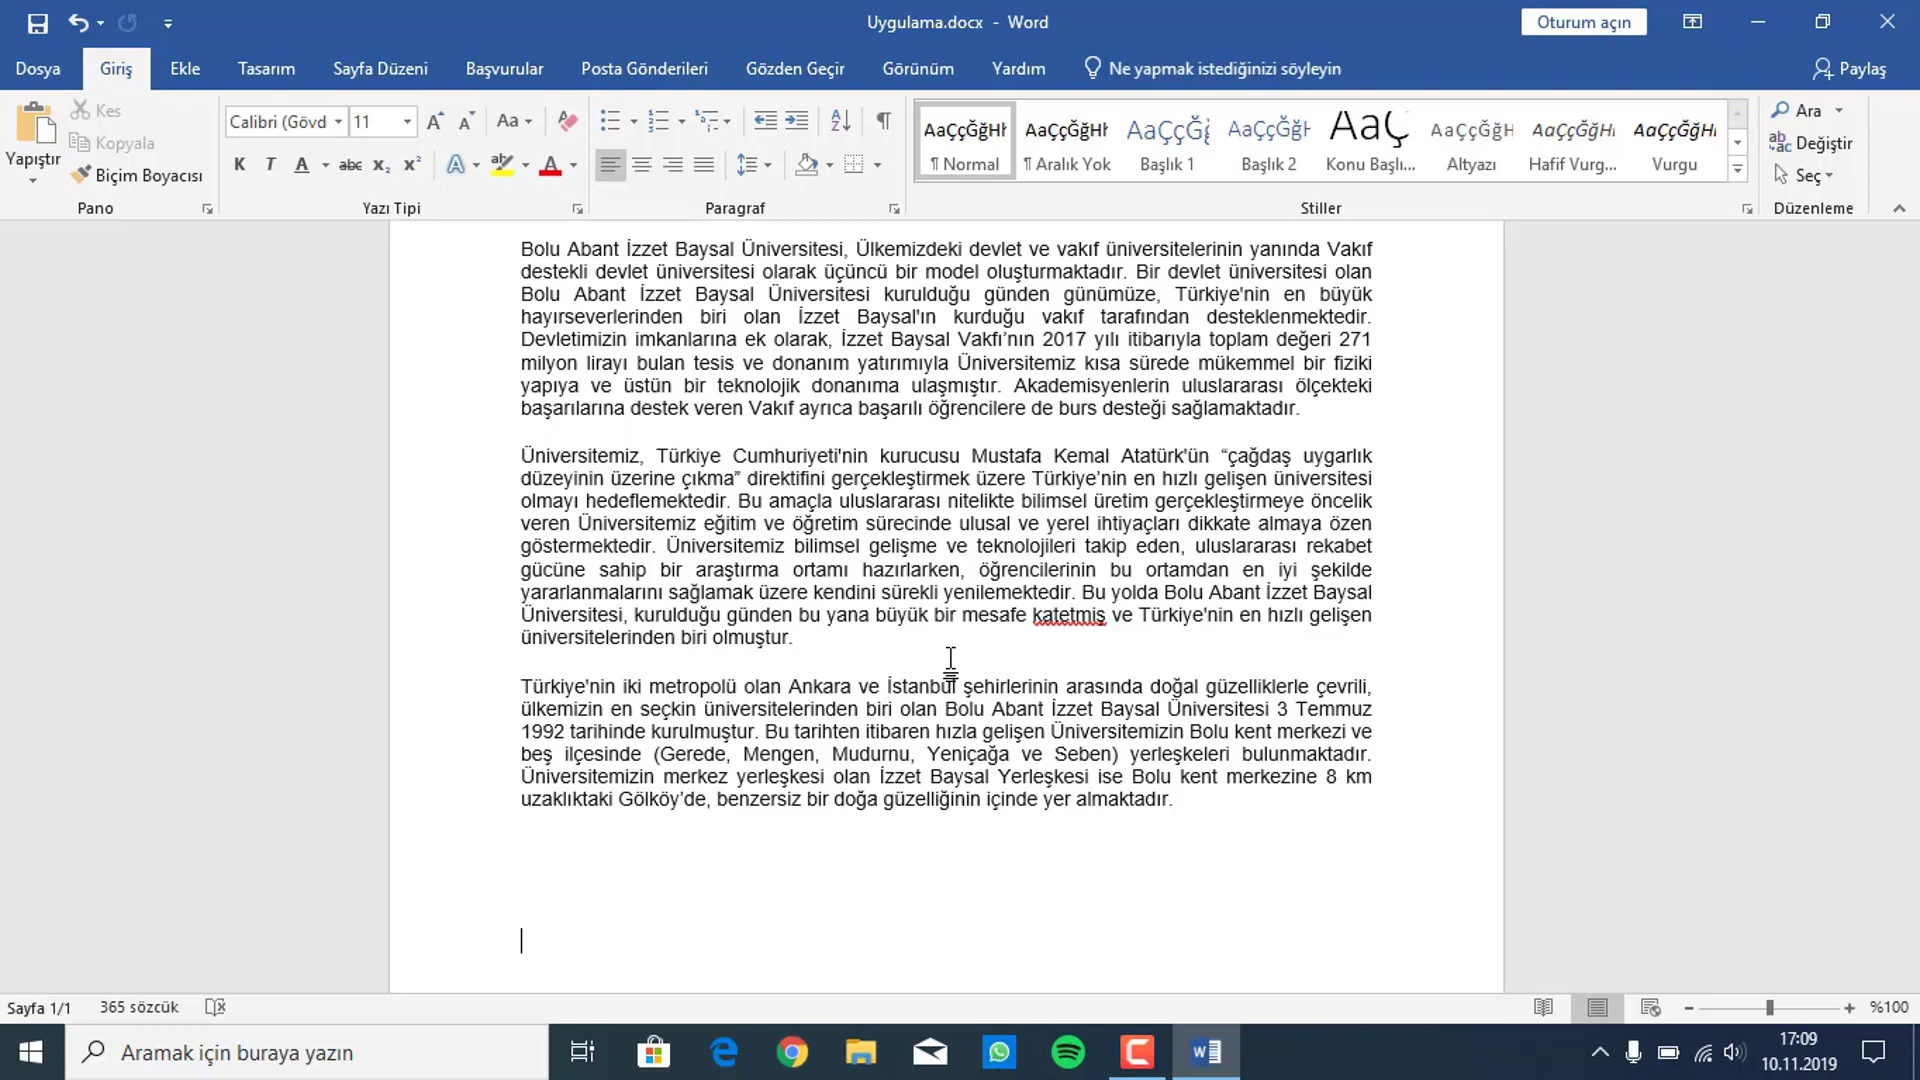 Uygulama.docx - Word
Oturum açın
Dosya
Giriş
Ekle
Tasarım
Sayfa Düzeni
Başvurular
Posta Gönderileri
Gözden Geçir
Görünüm
Yardım
Ne yapmak istediğinizi söyleyin
Paylaş
Yapıştır
Kes
Kopyala
Biçim Boyacısı
Pano
Calibri (Gövd
11
Aa
K T A abc x₂ x² A ab A
Yazı Tipi
Paragraf
AaÇçĞğHł AaÇçĞğHł AaÇçĞğ AaÇçĞğH AaÇ AaÇçĞğH AaÇçĞğHł AaÇçĞğHł
¶ Normal
¶ Aralık Yok
Başlık 1
Başlık 2
Konu Başlı...
Altyazı
Hafif Vurg...
Vurgu
Stiller
Ara
Değiştir
Seç
Düzenleme
Bolu Abant İzzet Baysal Üniversitesi, Ülkemizdeki devlet ve vakıf üniversitelerinin yanında Vakıf
destekli devlet üniversitesi olarak üçüncü bir model oluşturmaktadır. Bir devlet üniversitesi olan
Bolu Abant İzzet Baysal Üniversitesi kurulduğu günden günümüze, Türkiye'nin en büyük
hayırseverlerinden biri olan İzzet Baysal'ın kurduğu vakıf tarafından desteklenmektedir.
Devletimizin imkanlarına ek olarak, İzzet Baysal Vakfı’nın 2017 yılı itibarıyla toplam değeri 271
milyon lirayı bulan tesis ve donanım yatırımıyla Üniversitemiz kısa sürede mükemmel bir fiziki
yapıya ve üstün bir teknolojik donanıma ulaşmıştır. Akademisyenlerin uluslararası ölçekteki
başarılarına destek veren Vakıf ayrıca başarılı öğrencilere de burs desteği sağlamaktadır.
Üniversitemiz, Türkiye Cumhuriyeti'nin kurucusu Mustafa Kemal Atatürk'ün “çağdaş uygarlık
düzeyinin üzerine çıkma” direktifini gerçekleştirmek üzere Türkiye’nin en hızlı gelişen üniversitesi
olmayı hedeflemektedir. Bu amaçla uluslararası nitelikte bilimsel üretim gerçekleştirmeye öncelik
veren Üniversitemiz eğitim ve öğretim sürecinde ulusal ve yerel ihtiyaçları dikkate almaya özen
göstermektedir. Üniversitemiz bilimsel gelişme ve teknolojileri takip eden, uluslararası rekabet
gücüne sahip bir araştırma ortamı hazırlarken, öğrencilerinin bu ortamdan en iyi şekilde
yararlanmalarını sağlamak üzere kendini sürekli yenilemektedir. Bu yolda Bolu Abant İzzet Baysal
Üniversitesi, kurulduğu günden bu yana büyük bir mesafe katetmiş ve Türkiye'nin en hızlı gelişen
üniversitelerinden biri olmuştur.
Türkiye'nin iki metropolü olan Ankara ve İstanbul şehirlerinin arasında doğal güzelliklerle çevrili,
ülkemizin en seçkin üniversitelerinden biri olan Bolu Abant İzzet Baysal Üniversitesi 3 Temmuz
1992 tarihinde kurulmuştur. Bu tarihten itibaren hızla gelişen Üniversitemizin Bolu kent merkezi ve
beş ilçesinde (Gerede, Mengen, Mudurnu, Yeniçağa ve Seben) yerleşkeleri bulunmaktadır.
Üniversitemizin merkez yerleşkesi olan İzzet Baysal Yerleşkesi ise Bolu kent merkezine 8 km
uzaklıktaki Gölköy’de, benzersiz bir doğa güzelliğinin içinde yer almaktadır.
Sayfa 1/1
365 sözcük
%100
Aramak için buraya yazın
17:09
10.11.2019